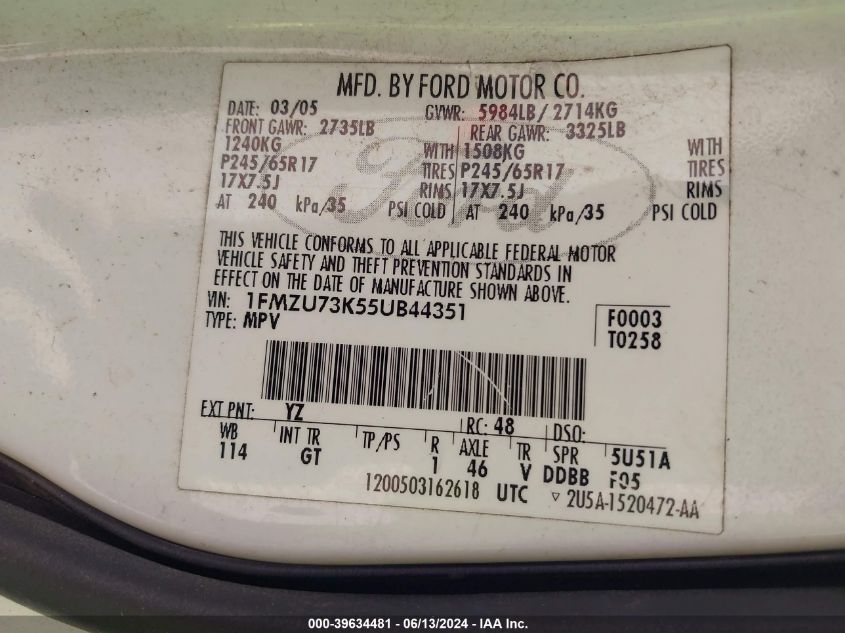 MFD. BY FORD MOTOR CO.
DATE: 03/05 GVWR: 5984LB / 2714KG
FRONT GAWR: 2735LB REAR GAWR: 3325LB
1240KG WITH 1508KG WITH
P245/65R17 TIRES P245/65R17 TIRES
17X7.5J RIMS 17X7.5J RIMS
AT 240 kPa/35 PSI COLD AT 240 kPa/35 PSI COLD
Ford
THIS VEHICLE CONFORMS TO ALL APPLICABLE FEDERAL MOTOR
VEHICLE SAFETY AND THEFT PREVENTION STANDARDS IN
EFFECT ON THE DATE OF MANUFACTURE SHOWN ABOVE.
VIN: 1FMZU73K55UB44351 F0003
TYPE: MPV T0258
EXT PNT: YZ RC: 48 DSO:
WB INT TR TP/PS R AXLE TR SPR 5U51A
114 GT 1 46 V DDBB F05
1200503162618 UTC ▽ 2U5A-1520472-AA
000-39634481 - 06/13/2024 - IAA Inc.